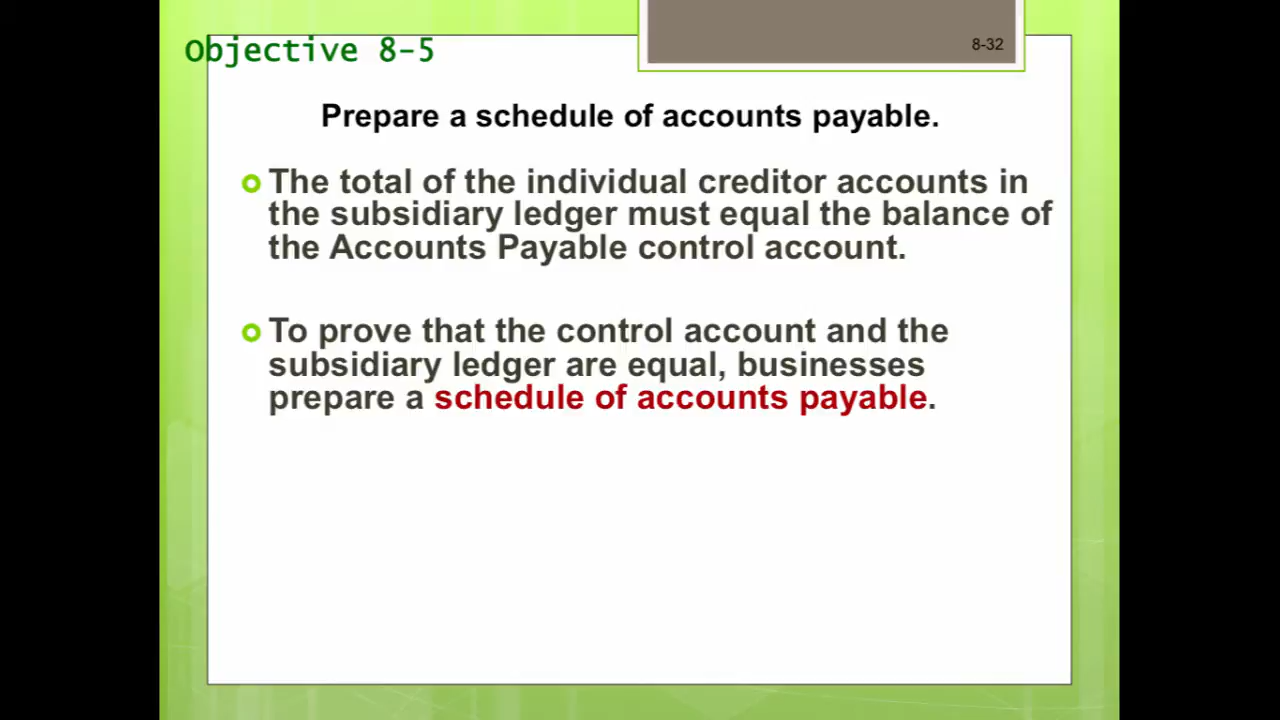 Objective 8-5
8-32
Prepare a schedule of accounts payable.
The total of the individual creditor accounts in
the subsidiary ledger must equal the balance of
the Accounts Payable control account.
To prove that the control account and the
subsidiary ledger are equal, businesses
prepare a schedule of accounts payable.